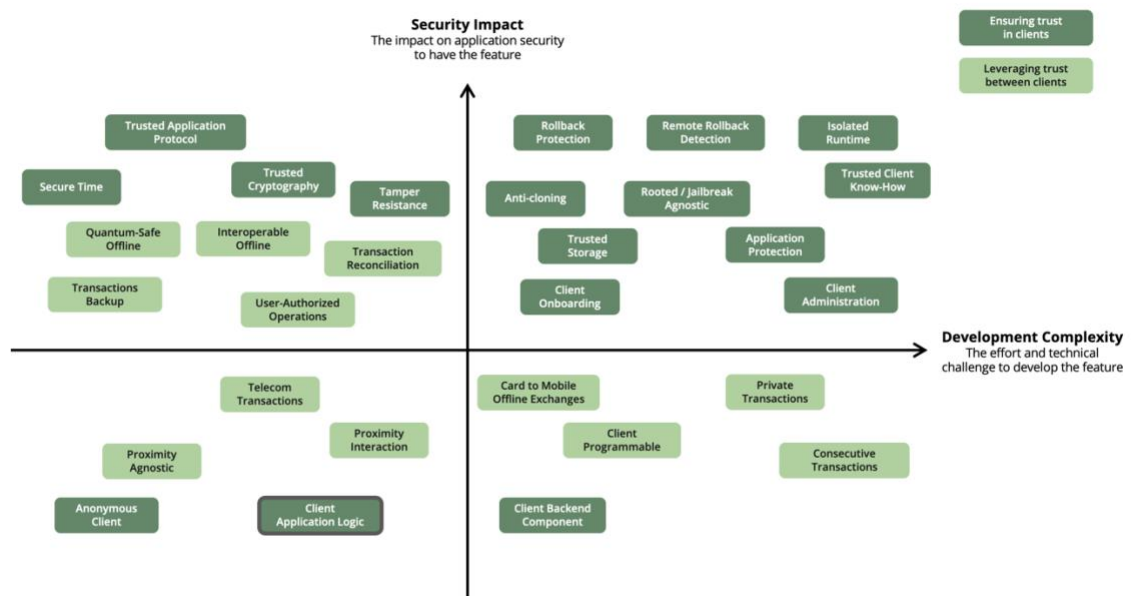 Security Impact
The impact on application security
to have the feature
Ensuring trust
in clients
Leveraging trust
between clients
Trusted Application
Protocol
Rollback
Protection
Remote Rollback
Detection
Isolated
Runtime
Secure Time
Trusted
Cryptography
Tamper
Resistance
Anti-cloning
Rooted / Jailbreak
Agnostic
Trusted Client
Know-How
Quantum-Safe
Offline
Interoperable
Offline
Transaction
Reconciliation
Trusted
Storage
Application
Protection
Transactions
Backup
User-Authorized
Operations
Client
Onboarding
Client
Administration
Development Complexity
The effort and technical
challenge to develop the feature
Telecom
Transactions
Card to Mobile
Offline Exchanges
Private
Transactions
Proximity
Agnostic
Proximity
Interaction
Client
Programmable
Consecutive
Transactions
Anonymous
Client
Client
Application Logic
Client Backend
Component